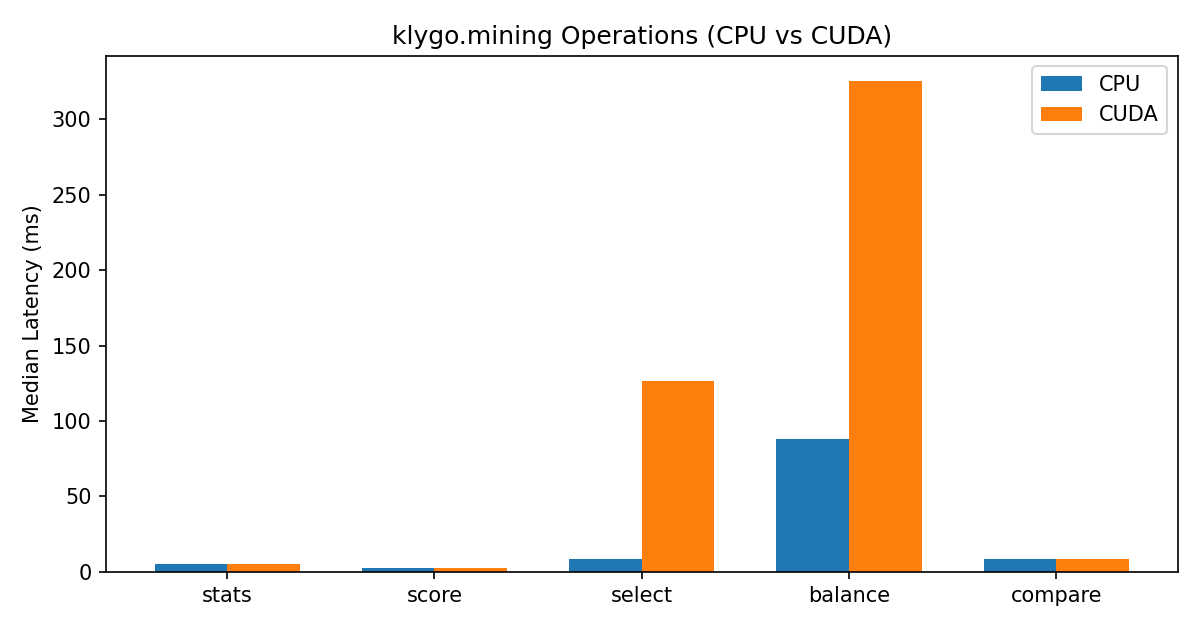 klygo.mining Operations (CPU vs CUDA)
CPU
CUDA
Median Latency (ms)
300
250
200
150
100
50
0
stats score select balance compare